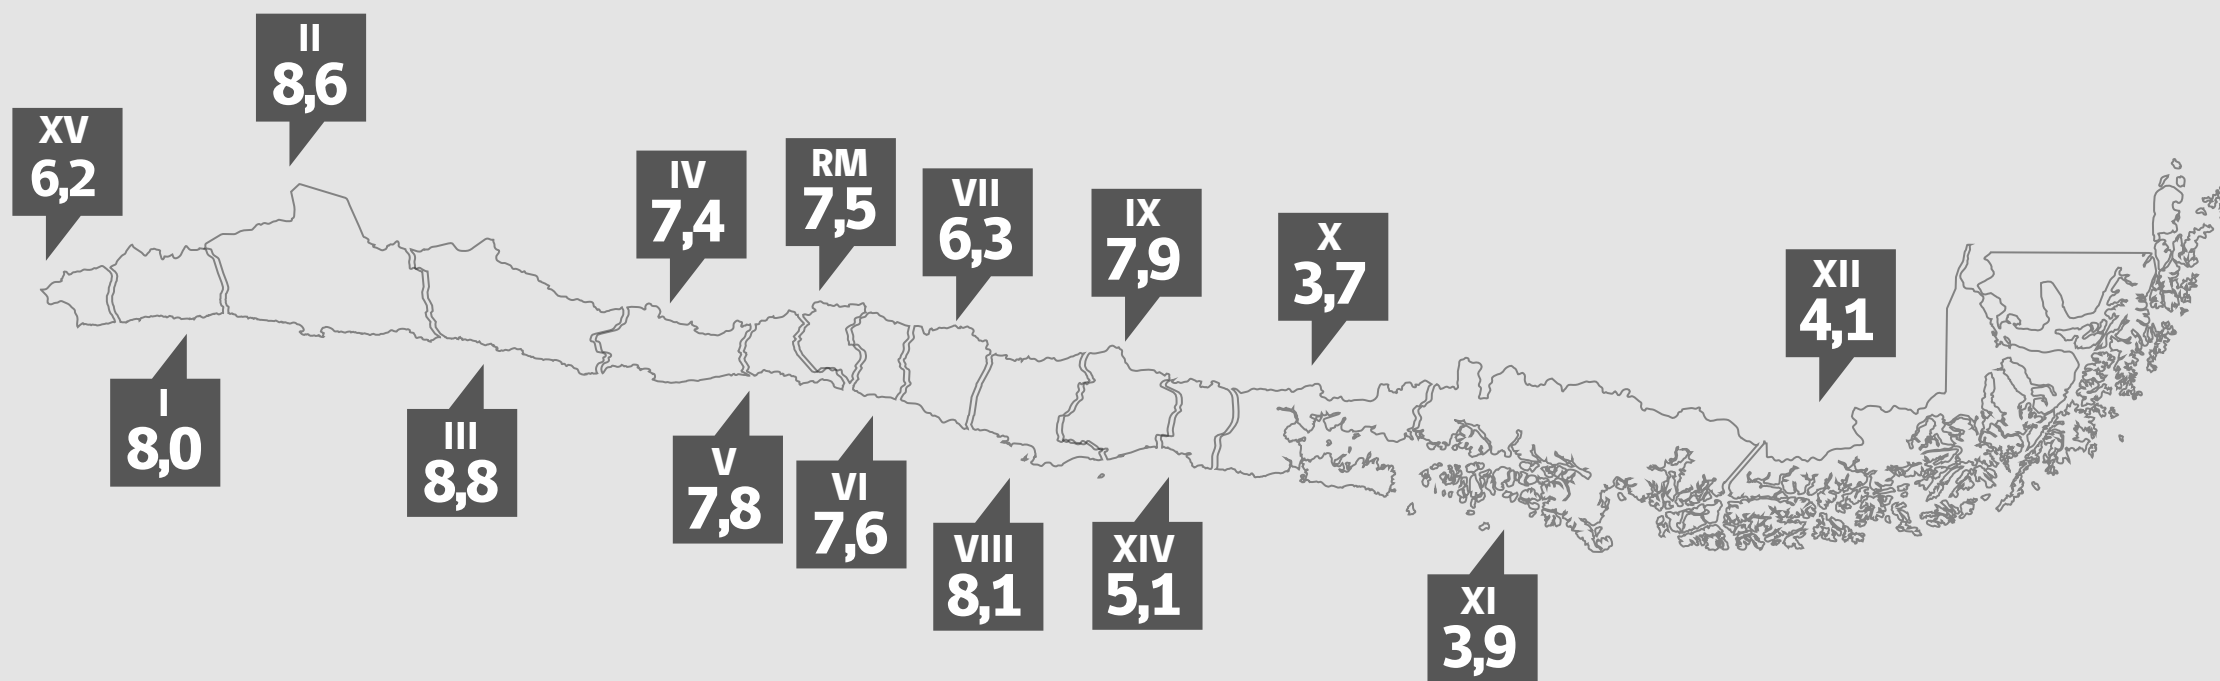 XV
6,2
I
8,0
II
8,6
III
8,8
IV
7,4
V
7,8
RM
7,5
VI
7,6
VII
6,3
VIII
8,1
IX
7,9
XIV
5,1
X
3,7
XI
3,9
XII
4,1